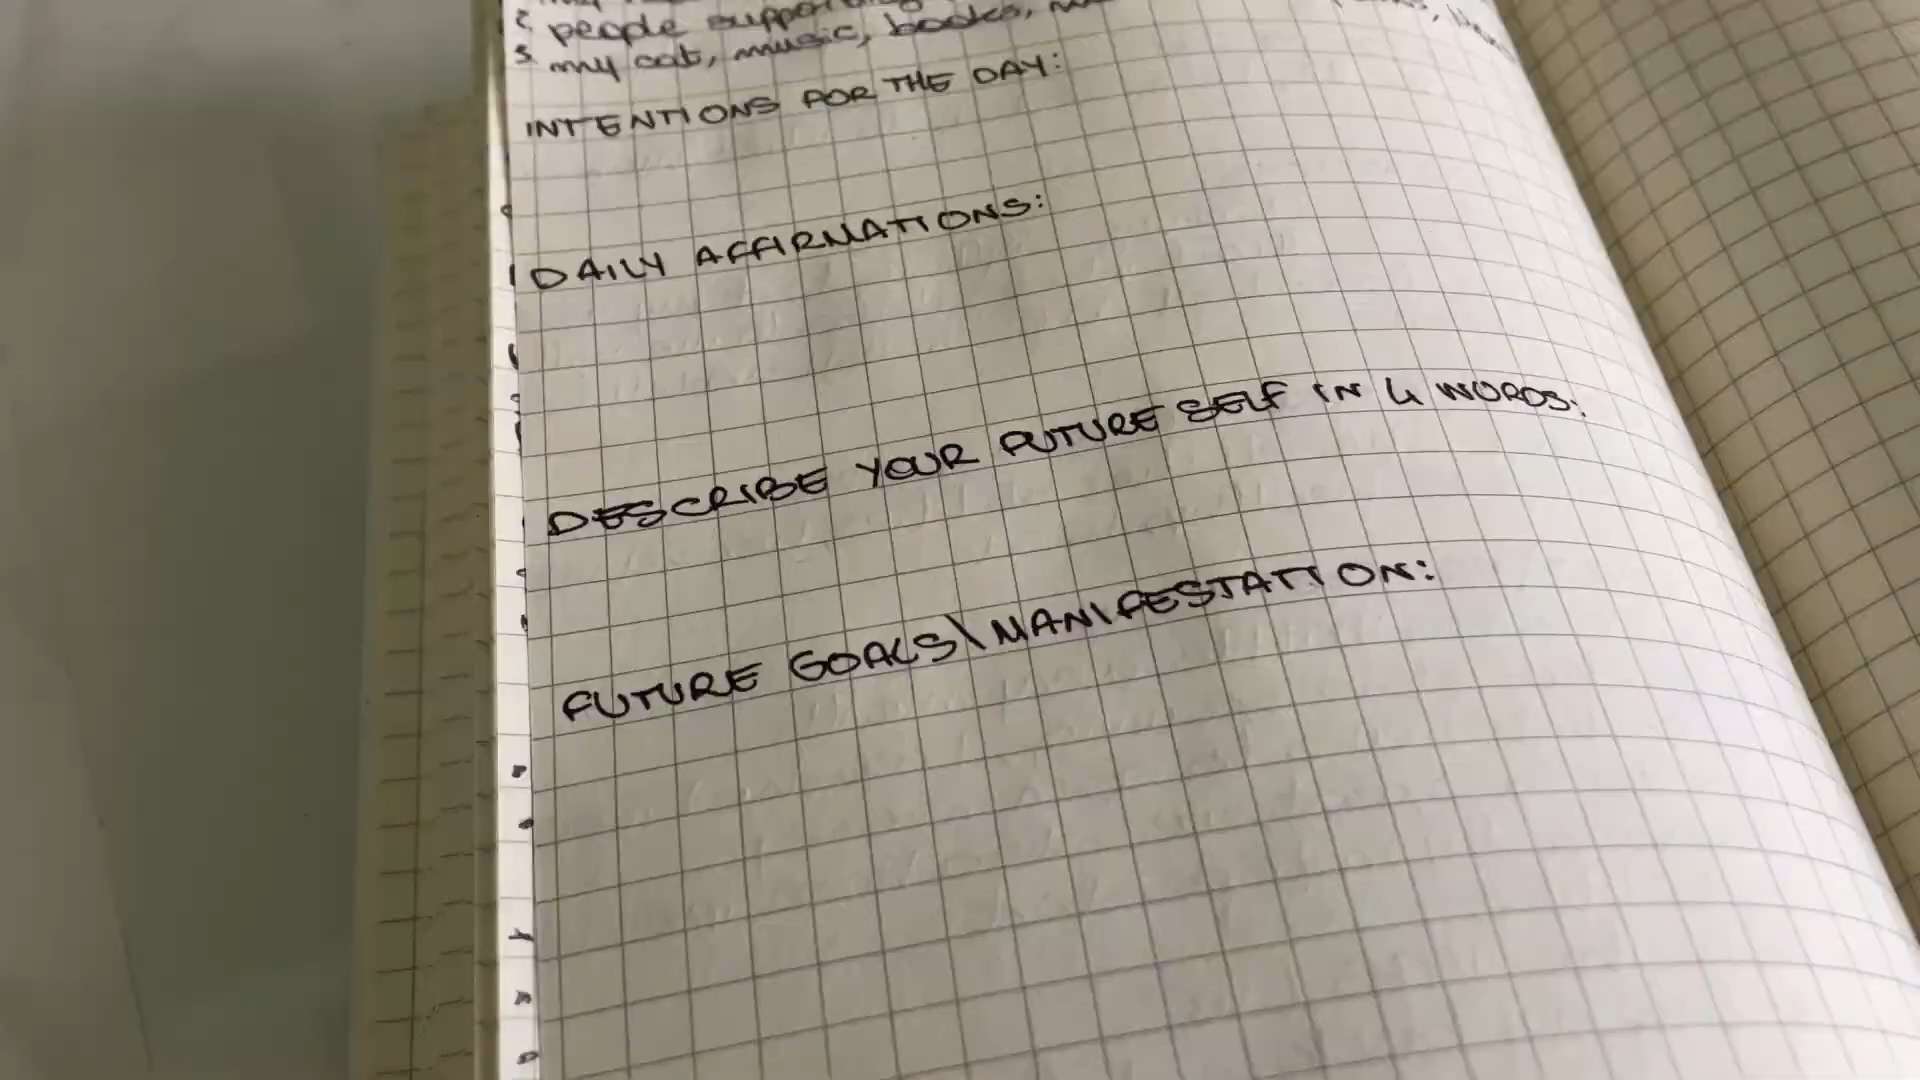 2. people supporting
3. my cat, music, books,
INTENTIONS FOR THE DAY:
DAILY AFFIRMATIONS:
DESCRIBE YOUR FUTURE SELF IN 4 WORDS:
FUTURE GOALS\MANIFESTATION: